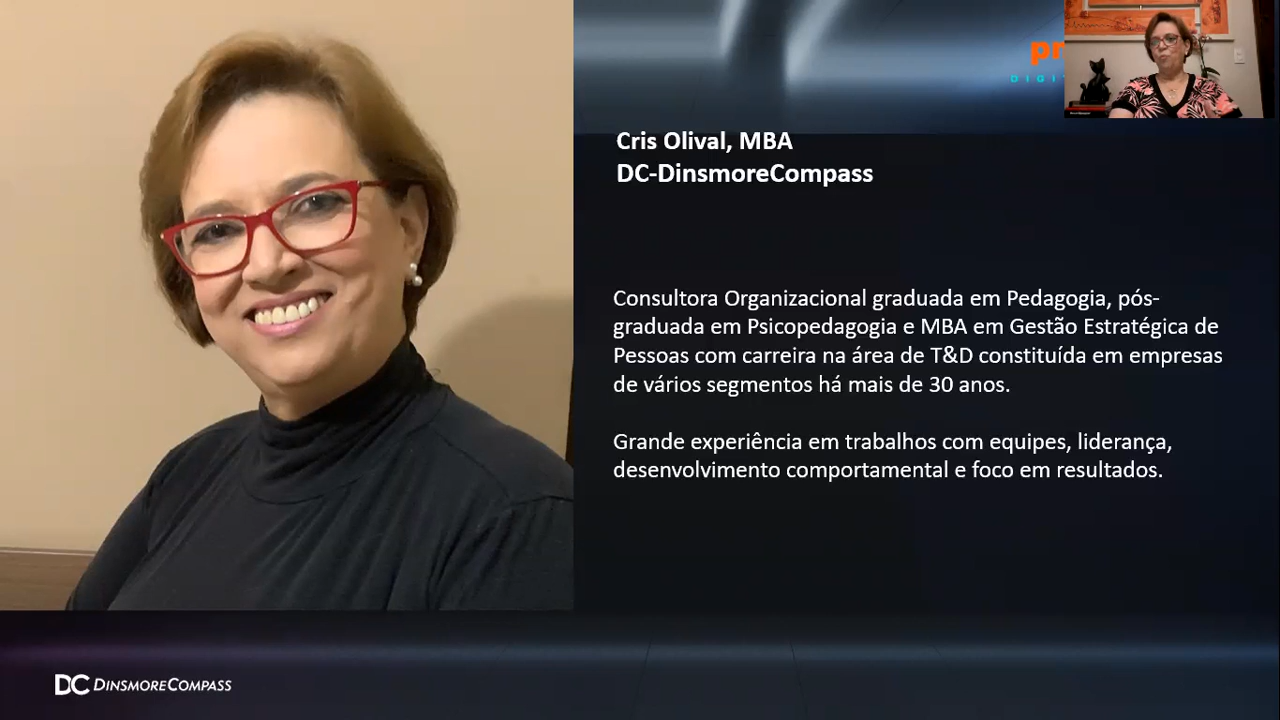 Cris Olival, MBA
DC-DinsmoreCompass
Consultora Organizacional graduada em Pedagogia, pós-
graduada em Psicopedagogia e MBA em Gestão Estratégica de
Pessoas com carreira na área de T&D constituída em empresas
de vários segmentos há mais de 30 anos.
Grande experiência em trabalhos com equipes, liderança,
desenvolvimento comportamental e foco em resultados.
DC DINSMORECOMPASS